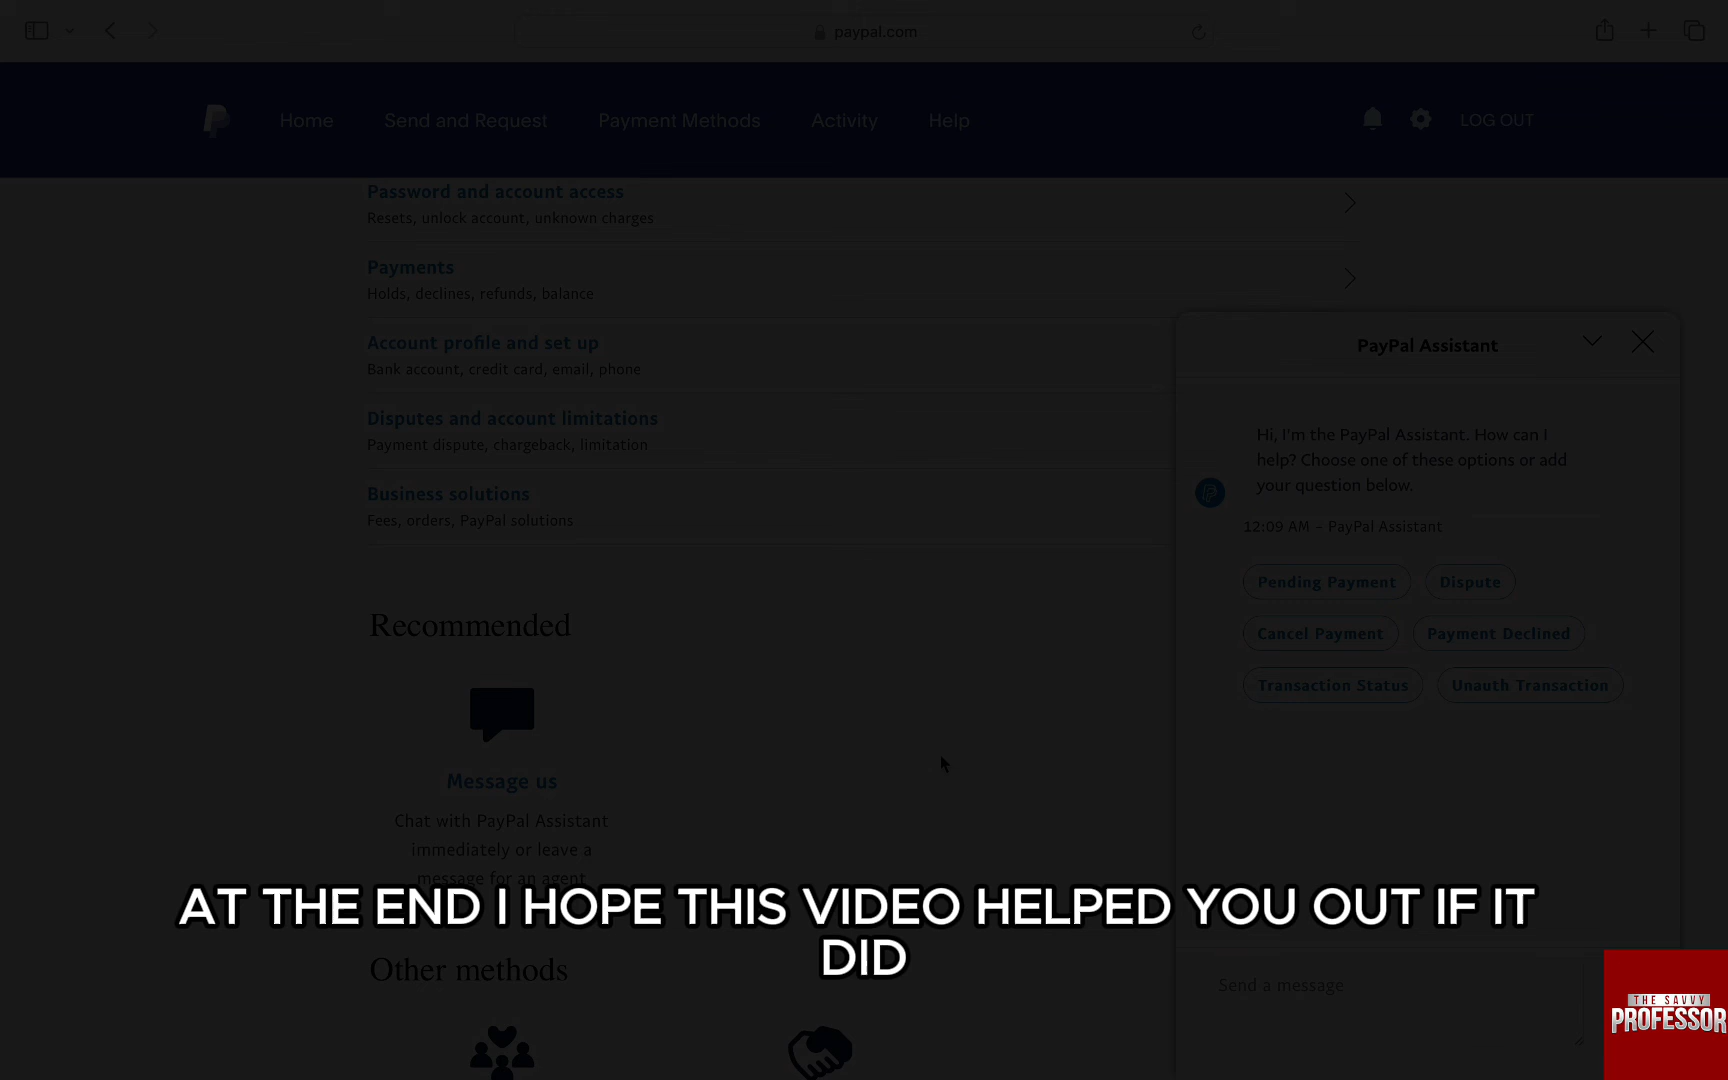 paypal.com
Home
Send and Request
Payment Methods
Activity
Help
LOG OUT
Password and account access
Resets, unlock account, unknown charges
Payments
Holds, declines, refunds, balance
Account profile and set up
Bank account, credit card, email, phone
Disputes and account limitations
Payment dispute, chargeback, limitation
Business solutions
Fees, orders, PayPal solutions
Recommended
Message us
Chat with PayPal Assistant
immediately or leave a
message for an agent
Other methods
PayPal Assistant
Hi, I'm the PayPal Assistant. How can I
help? Choose one of these options or add
your question below.
12:09 AM – PayPal Assistant
Pending Payment
Dispute
Cancel Payment
Payment Declined
Transaction Status
Unauth Transaction
Send a message
AT THE END I HOPE THIS VIDEO HELPED YOU OUT IF IT
DID
THE SAVVY
PROFESSOR